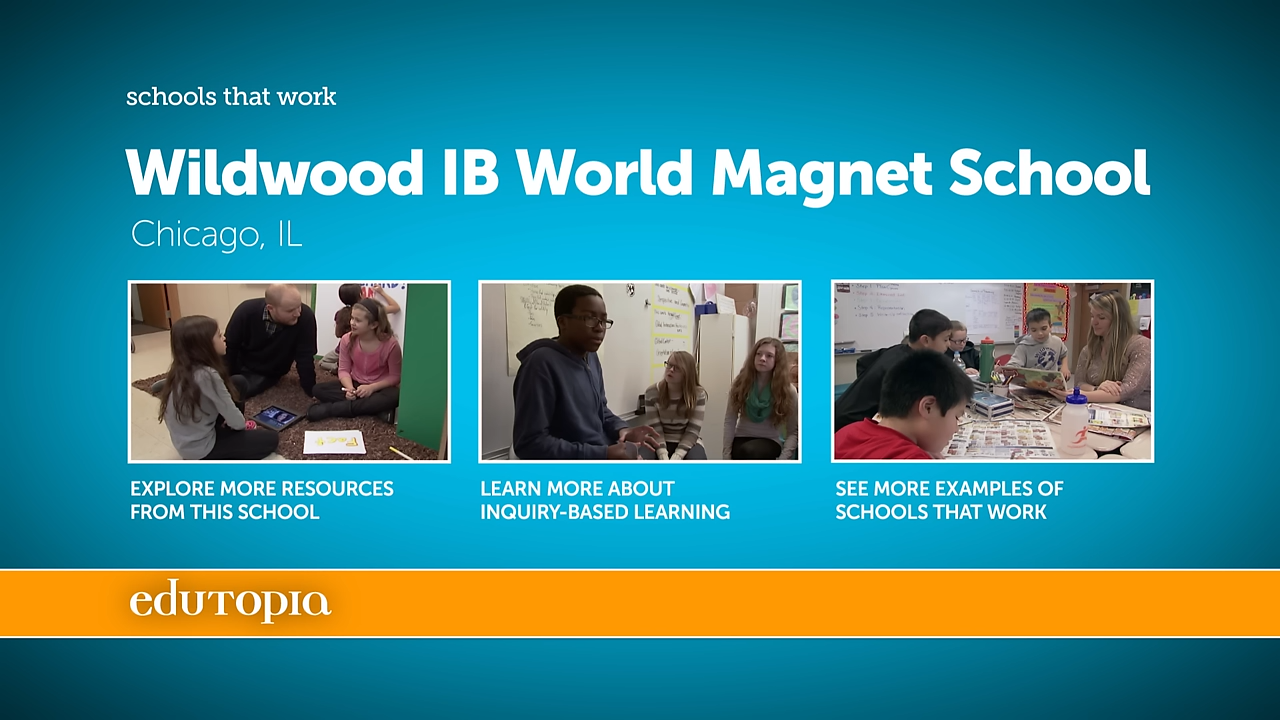 schools that work
Wildwood IB World Magnet School
Chicago, IL
EXPLORE MORE RESOURCES
FROM THIS SCHOOL
LEARN MORE ABOUT
INQUIRY-BASED LEARNING
SEE MORE EXAMPLES OF
SCHOOLS THAT WORK
edutopia